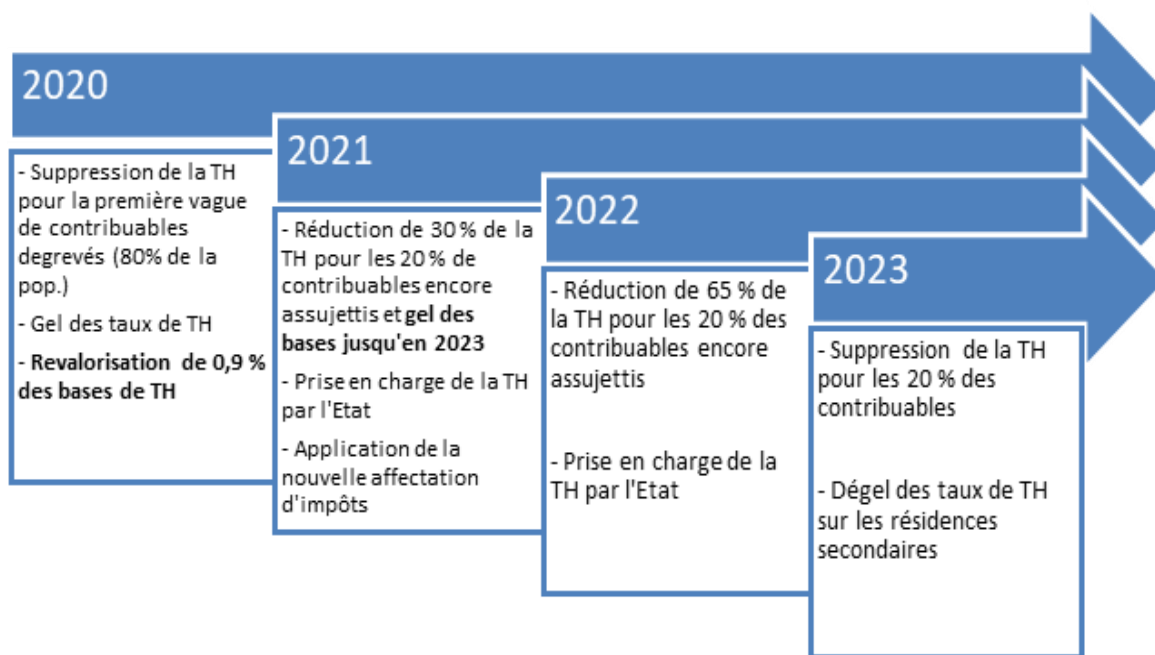 2020
- Suppression de la TH
pour la première vague
de contribuables
degrevés (80% de la
pop.)
- Gel des taux de TH
- Revalorisation de 0,9 %
des bases de TH
2021
- Réduction de 30 % de la
TH pour les 20 % de
contribuables encore
assujettis et gel des
bases jusqu'en 2023
- Prise en charge de la TH
par l'Etat
- Application de la
nouvelle affectation
d'impôts
2022
- Réduction de 65 % de
la TH pour les 20 % des
contribuables encore
assujettis
- Prise en charge de la
TH par l'Etat
2023
- Suppression de la TH
pour les 20 % des
contribuables
- Dégel des taux de TH
sur les résidences
secondaires